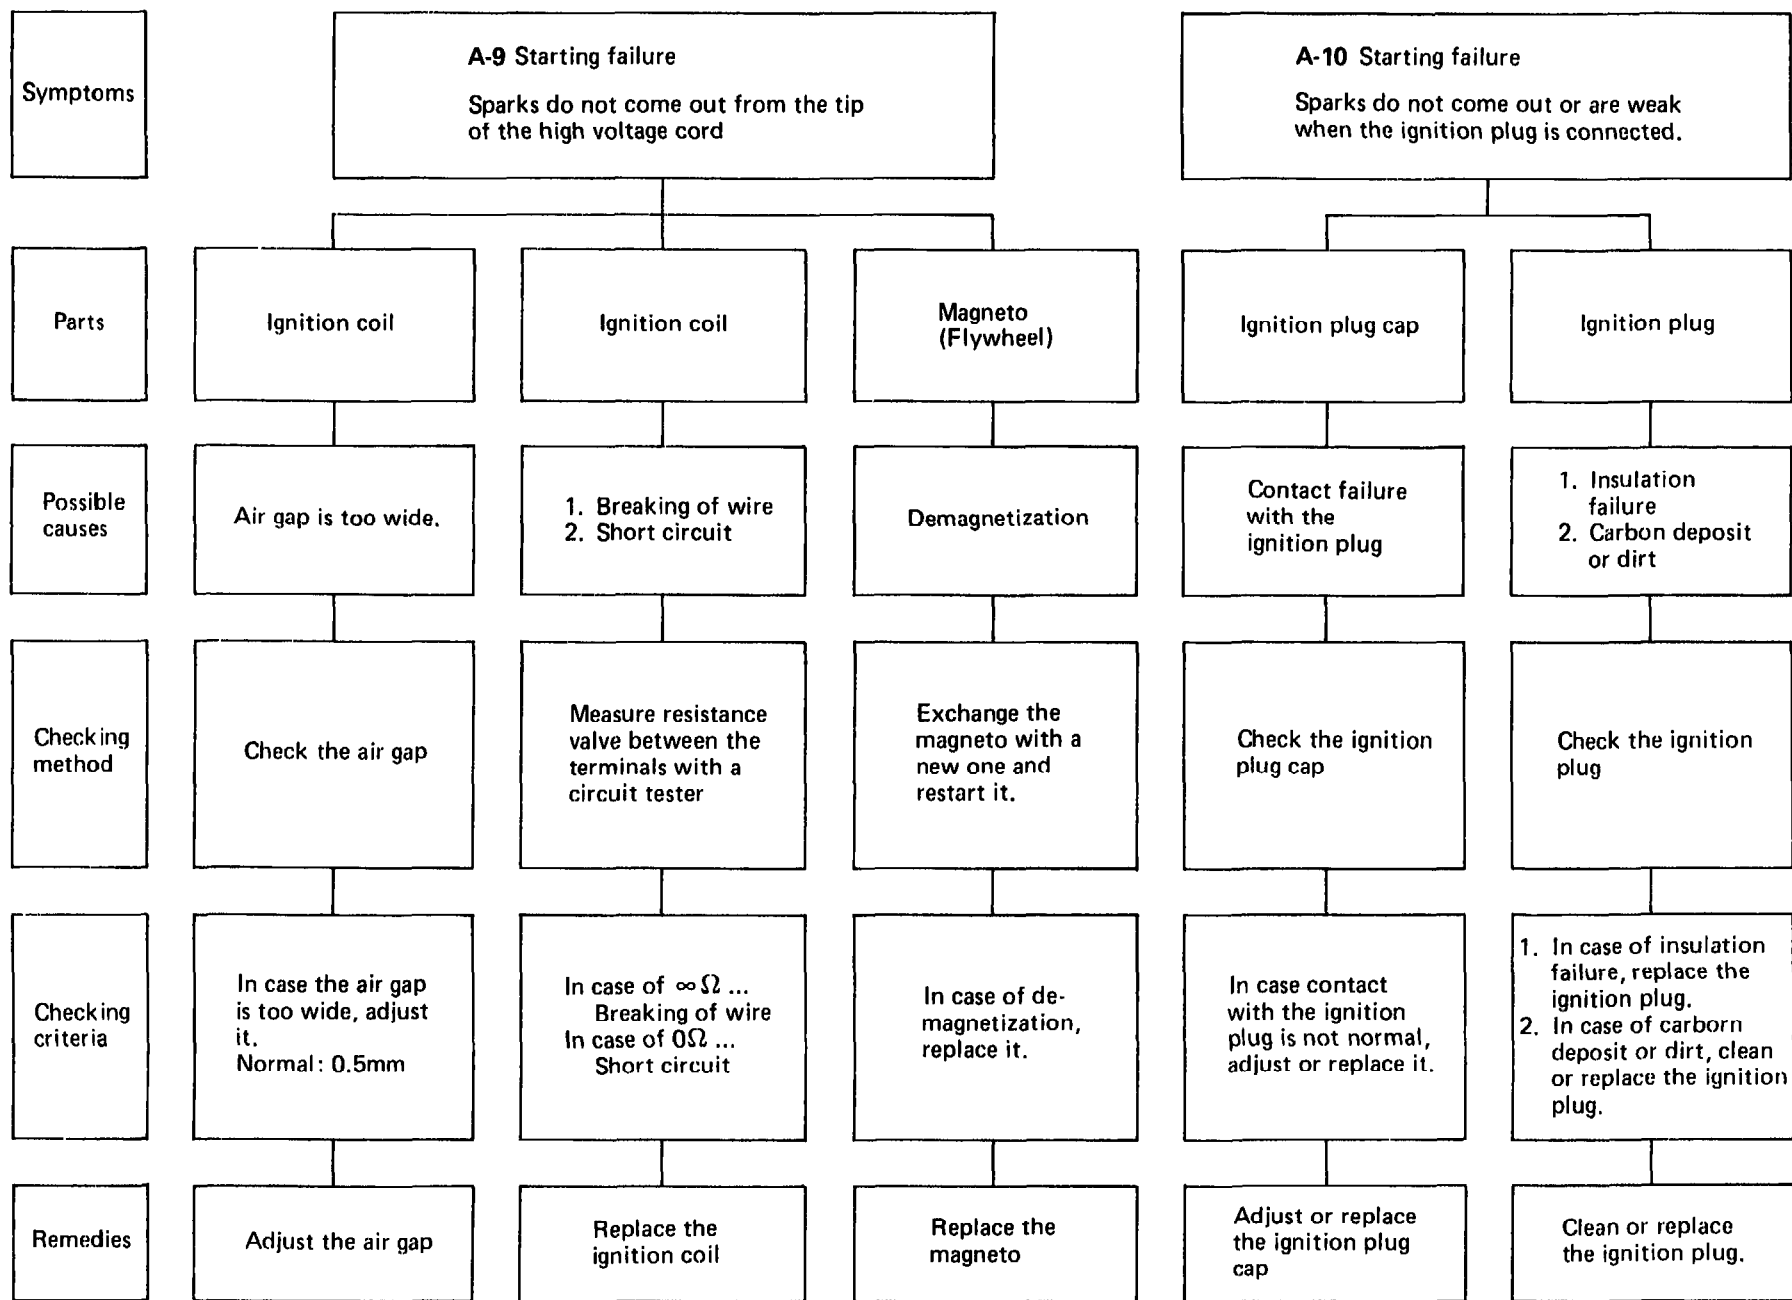 Symptoms
A-9 Starting failure
Sparks do not come out from the tip
of the high voltage cord
A-10 Starting failure
Sparks do not come out or are weak
when the ignition plug is connected.
Parts
Ignition coil
Ignition coil
Magneto
(Flywheel)
Ignition plug cap
Ignition plug
Possible
causes
Air gap is too wide.
1. Breaking of wire
2. Short circuit
Demagnetization
Contact failure
with the
ignition plug
1. Insulation
failure
2. Carbon deposit
or dirt
Checking
method
Check the air gap
Measure resistance
valve between the
terminals with a
circuit tester
Exchange the
magneto with a
new one and
restart it.
Check the ignition
plug cap
Check the ignition
plug
Checking
criteria
In case the air gap
is too wide, adjust
it.
Normal: 0.5mm
In case of ∞ Ω ...
Breaking of wire
In case of 0Ω ...
Short circuit
In case of de-
magnetization,
replace it.
In case contact
with the ignition
plug is not normal,
adjust or replace it.
1. In case of insulation
failure, replace the
ignition plug.
2. In case of carborn
deposit or dirt, clean
or replace the ignition
plug.
Remedies
Adjust the air gap
Replace the
ignition coil
Replace the
magneto
Adjust or replace
the ignition plug
cap
Clean or replace
the ignition plug.